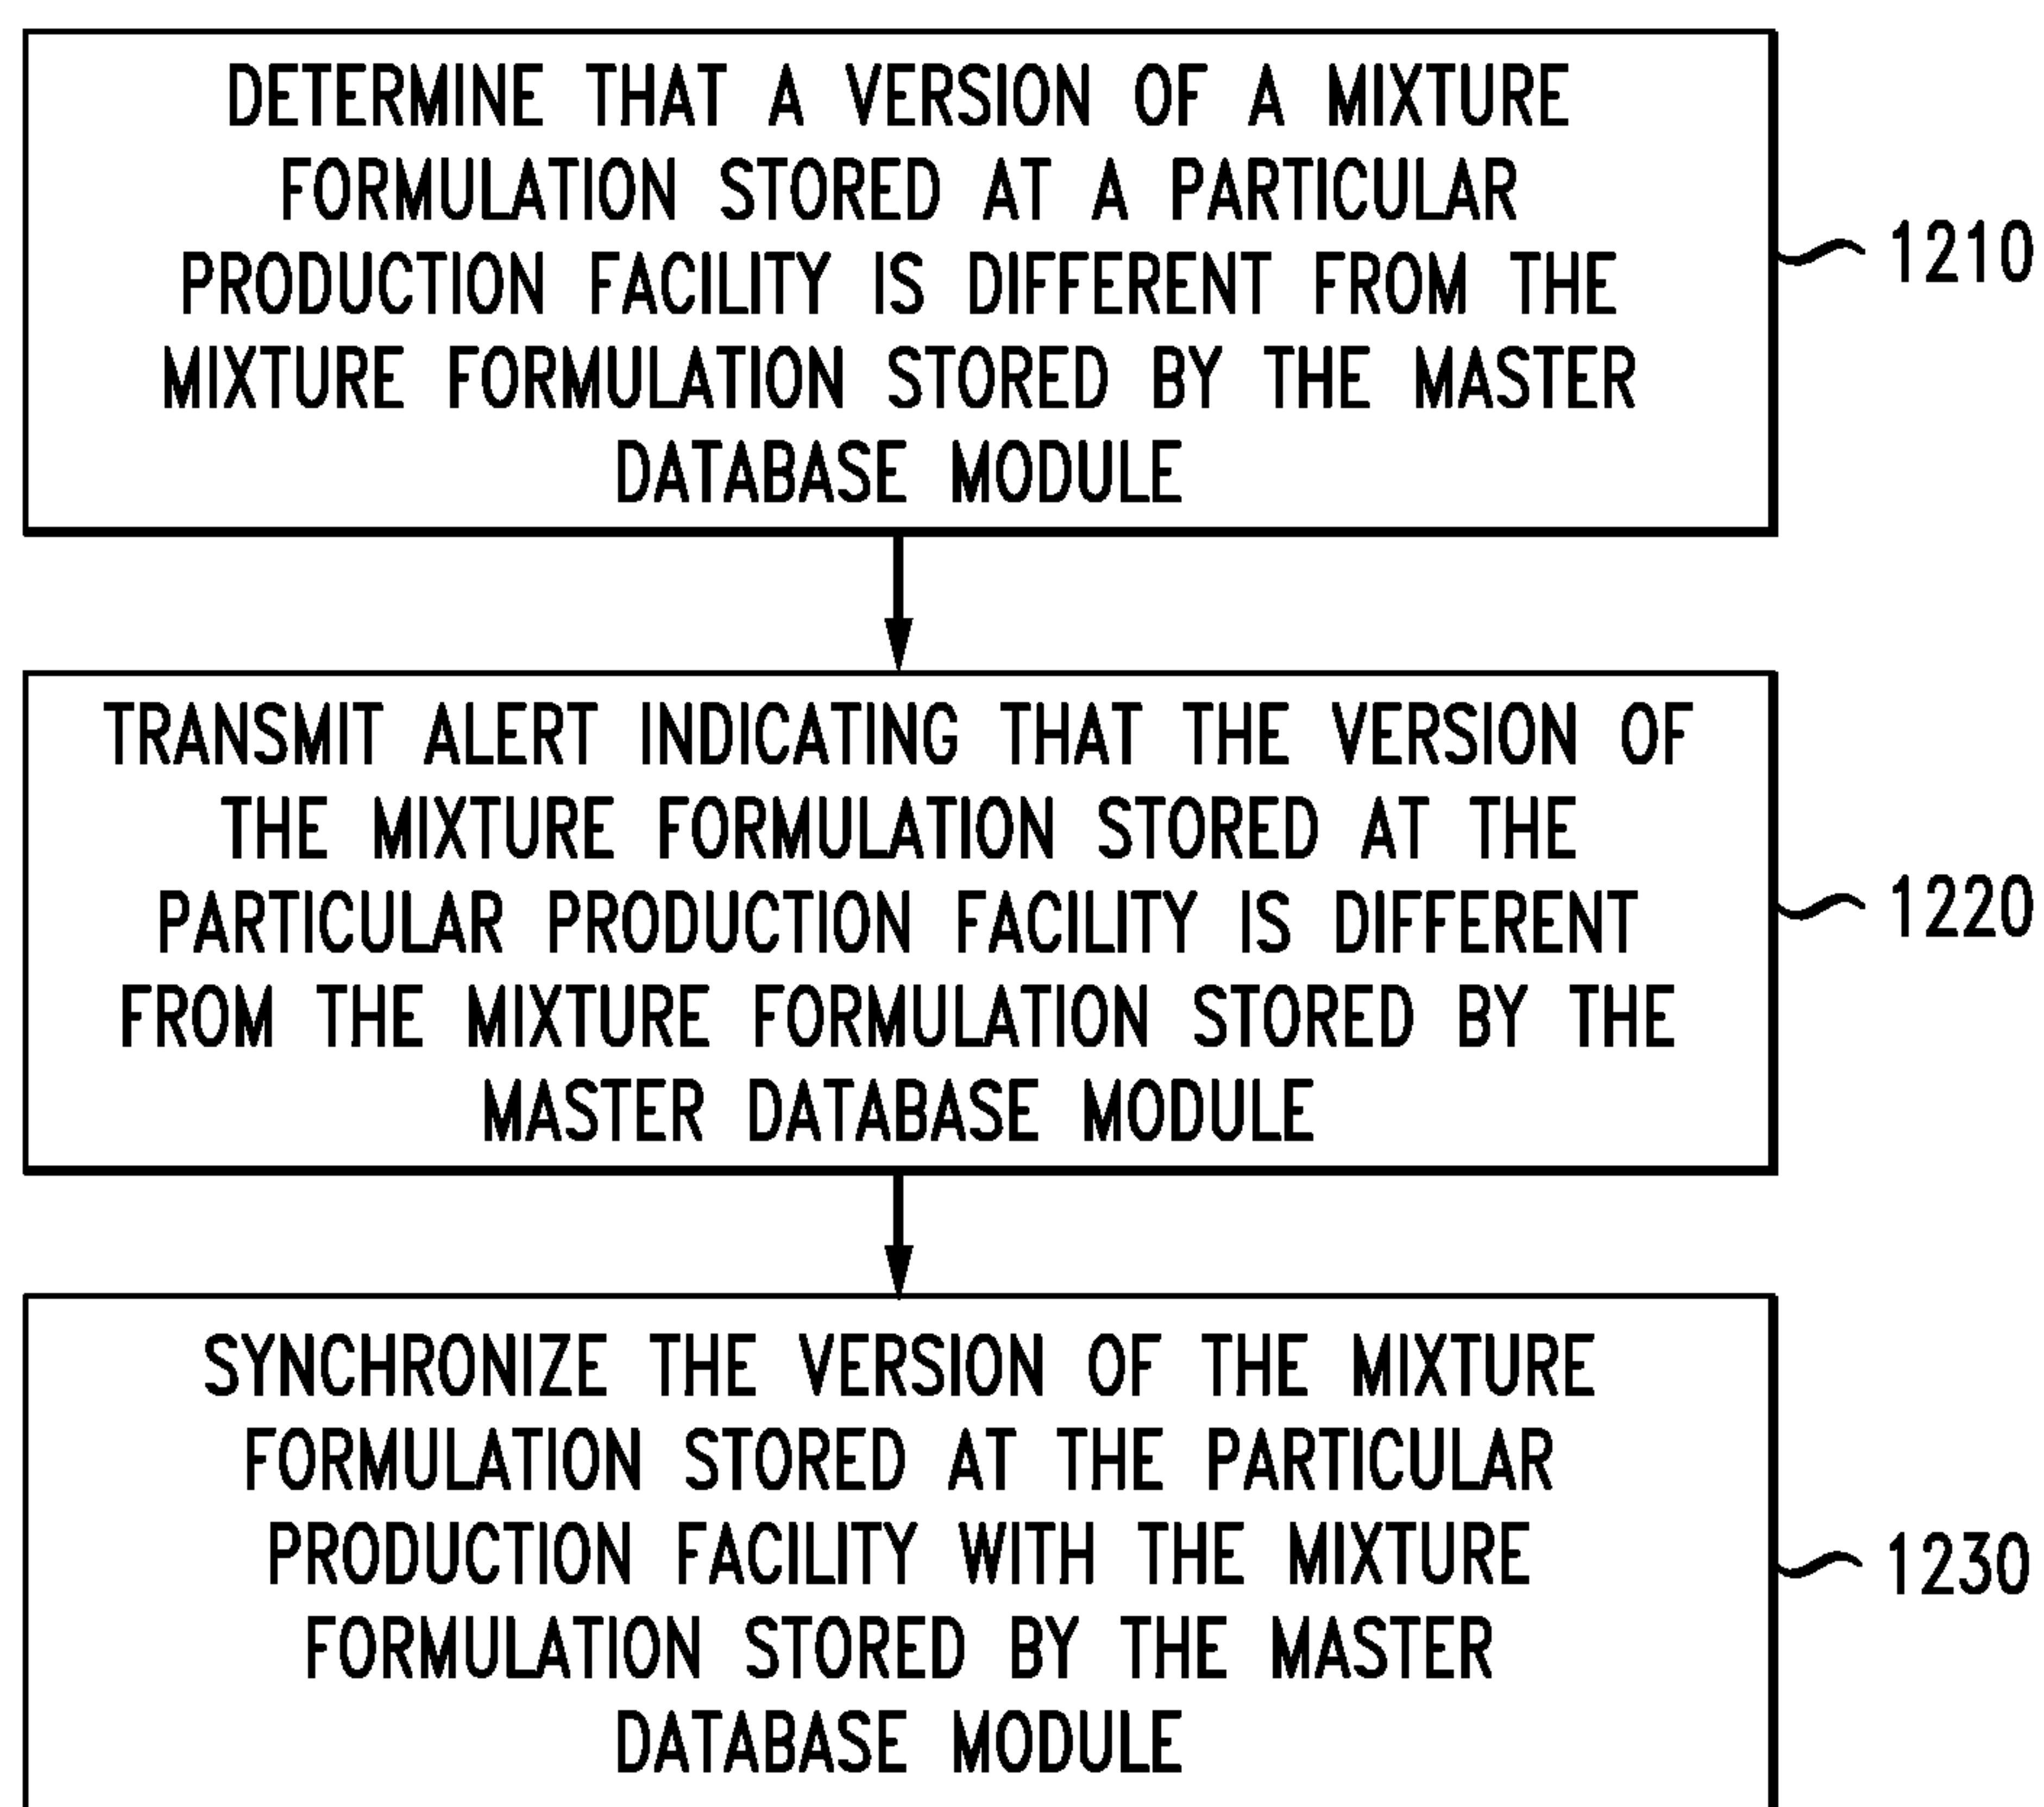 DETERMINE THAT A VERSION OF A MIXTURE
FORMULATION STORED AT A PARTICULAR
PRODUCTION FACILITY IS DIFFERENT FROM THE
MIXTURE FORMULATION STORED BY THE MASTER
DATABASE MODULE
1210
TRANSMIT ALERT INDICATING THAT THE VERSION OF
THE MIXTURE FORMULATION STORED AT THE
PARTICULAR PRODUCTION FACILITY IS DIFFERENT
FROM THE MIXTURE FORMULATION STORED BY THE
MASTER DATABASE MODULE
1220
SYNCHRONIZE THE VERSION OF THE MIXTURE
FORMULATION STORED AT THE PARTICULAR
PRODUCTION FACILITY WITH THE MIXTURE
FORMULATION STORED BY THE MASTER
DATABASE MODULE
1230